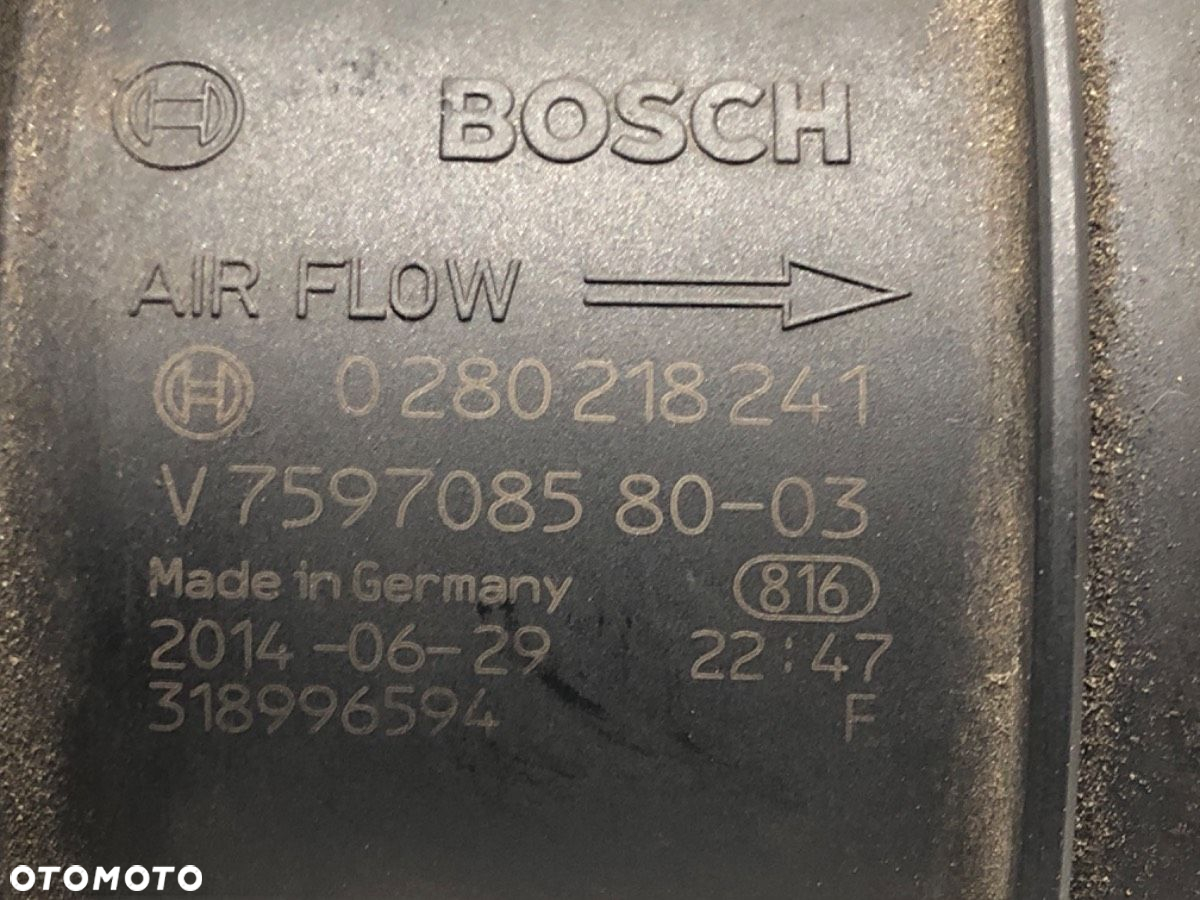 BOSCH
AIR FLOW
0 280 218 241
V 7597085 80-03
Made in Germany 816
2014-06-29 22:47
318996594 F
OTOMOTO